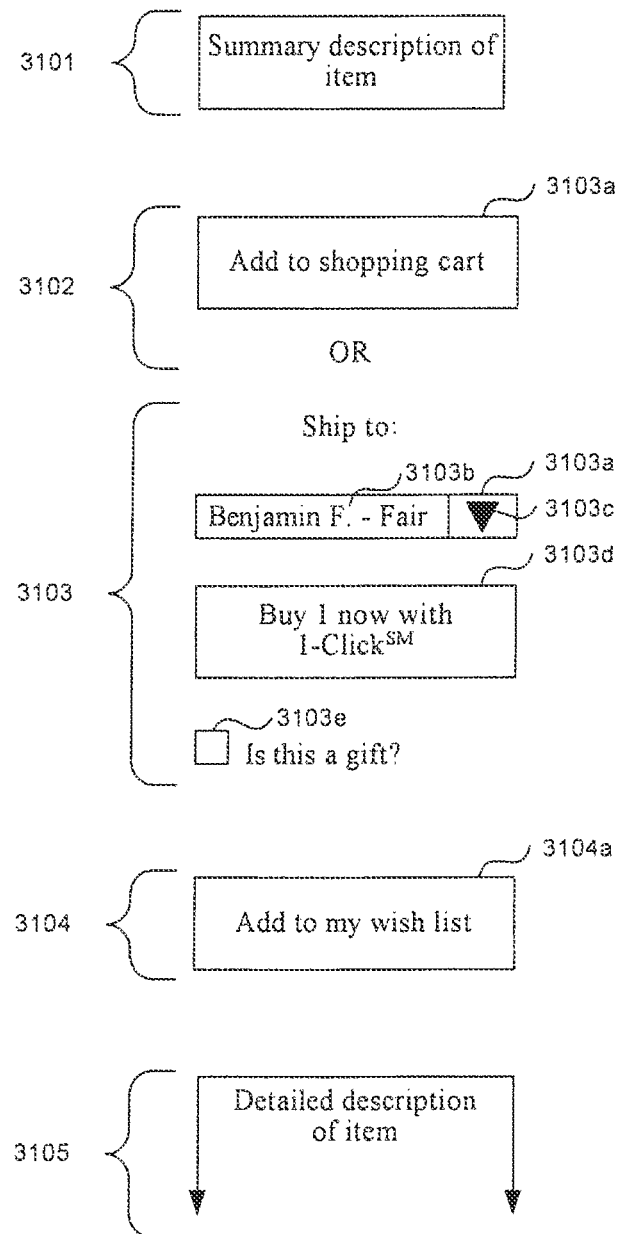 3101
Summary description of
item
3103a
3102
Add to shopping cart
OR
Ship to:
3103b
3103a
Benjamin F. - Fair
3103c
3103d
3103
Buy 1 now with
1-Click℠
3103e
Is this a gift?
3104a
3104
Add to my wish list
3105
Detailed description
of item